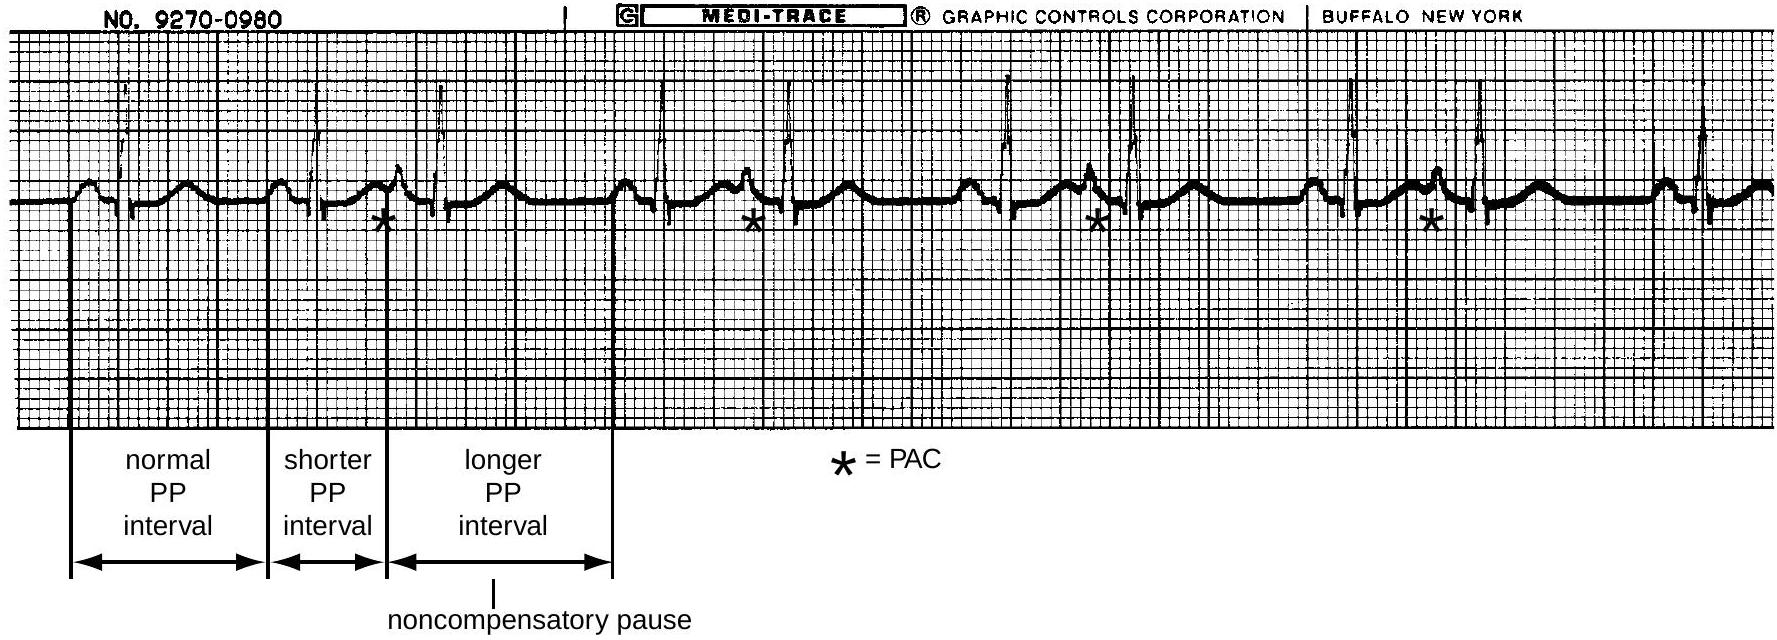 NO. 9270-0980 | G MEDI-TRACE ® GRAPHIC CONTROLS CORPORATION | BUFFALO NEW YORK
* * * *
normal PP interval
shorter PP interval
longer PP interval
* = PAC
noncompensatory pause